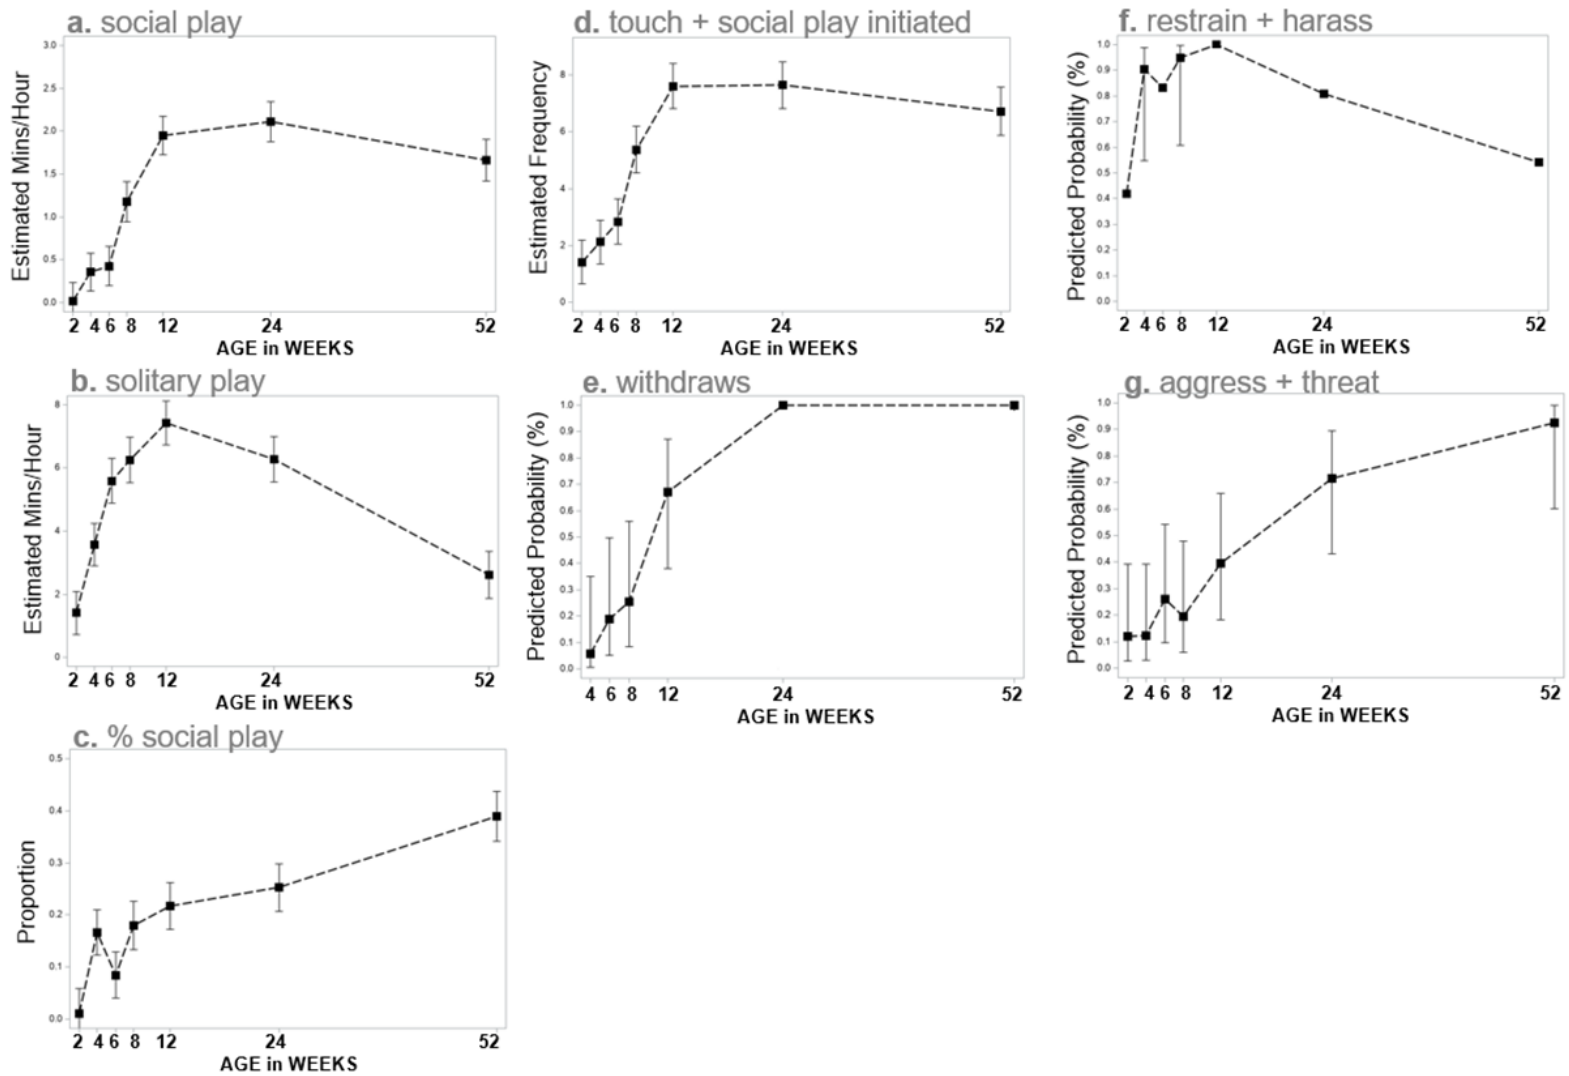 a. social play
3.0
2.5
2.0
1.5
1.0
0.5
0.0
Estimated Mins/Hour
2 4 6 8 12 24 52
AGE in WEEKS
b. solitary play
8
6
4
2
0
Estimated Mins/Hour
2 4 6 8 12 24 52
AGE in WEEKS
c. % social play
0.5
0.4
0.3
0.2
0.1
0.0
Proportion
2 4 6 8 12 24 52
AGE in WEEKS
d. touch + social play initiated
8
6
4
2
0
Estimated Frequency
2 4 6 8 12 24 52
AGE in WEEKS
e. withdraws
1.0
0.9
0.8
0.7
0.6
0.5
0.4
0.3
0.2
0.1
0.0
Predicted Probability (%)
4 6 8 12 24 52
AGE in WEEKS
f. restrain + harass
1.0
0.9
0.8
0.7
0.6
0.5
0.4
0.3
0.2
0.1
0.0
Predicted Probability (%)
2 4 6 8 12 24 52
AGE in WEEKS
g. aggress + threat
1.0
0.9
0.8
0.7
0.6
0.5
0.4
0.3
0.2
0.1
0.0
Predicted Probability (%)
2 4 6 8 12 24 52
AGE in WEEKS